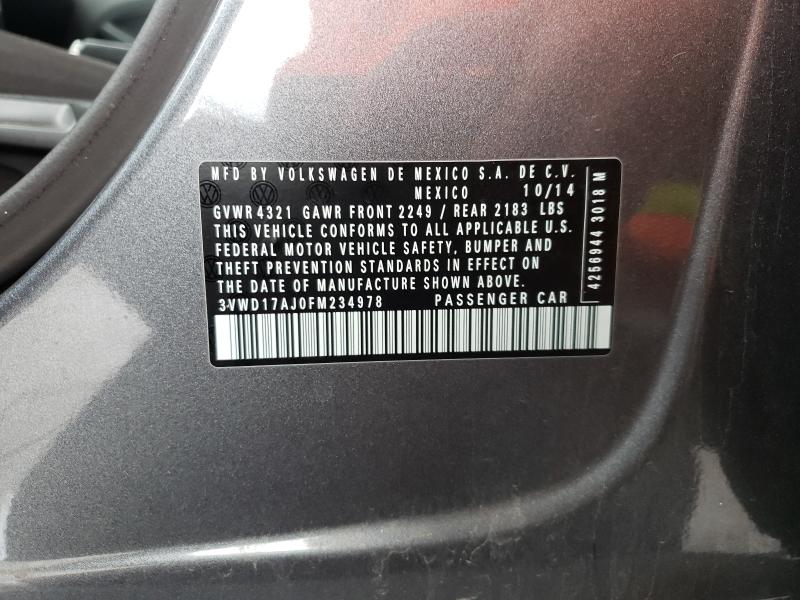 MFD BY VOLKSWAGEN DE MEXICO S.A. DE C.V.
MEXICO 10/14
GVWR 4321 GAWR FRONT 2249 / REAR 2183 LBS
THIS VEHICLE CONFORMS TO ALL APPLICABLE U.S.
FEDERAL MOTOR VEHICLE SAFETY, BUMPER AND
THEFT PREVENTION STANDARDS IN EFFECT ON
THE DATE OF MANUFACTURE SHOWN ABOVE.
3VWD17AJ0FM234978 PASSENGER CAR
4256944 3018 M